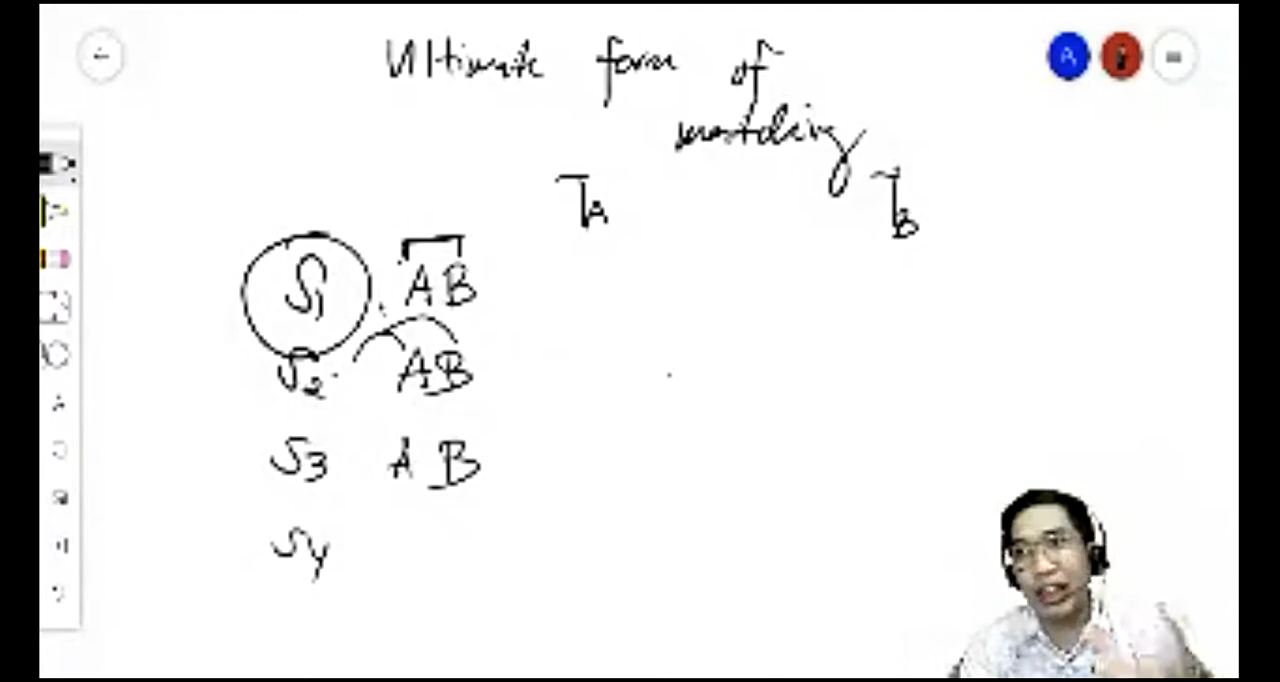 Ultimate form of
matching
TA TB
S1 AB
S2 AB
S3 A B
S4
A